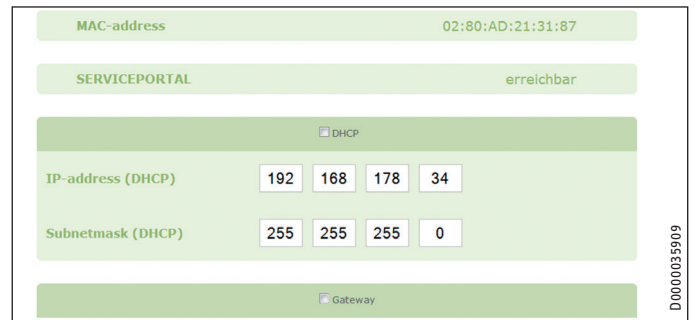 MAC-address 02:80:AD:21:31:87
SERVICEPORTAL erreichbar
DHCP
IP-address (DHCP) 192 168 178 34
Subnetmask (DHCP) 255 255 255 0
Gateway
D0000035909